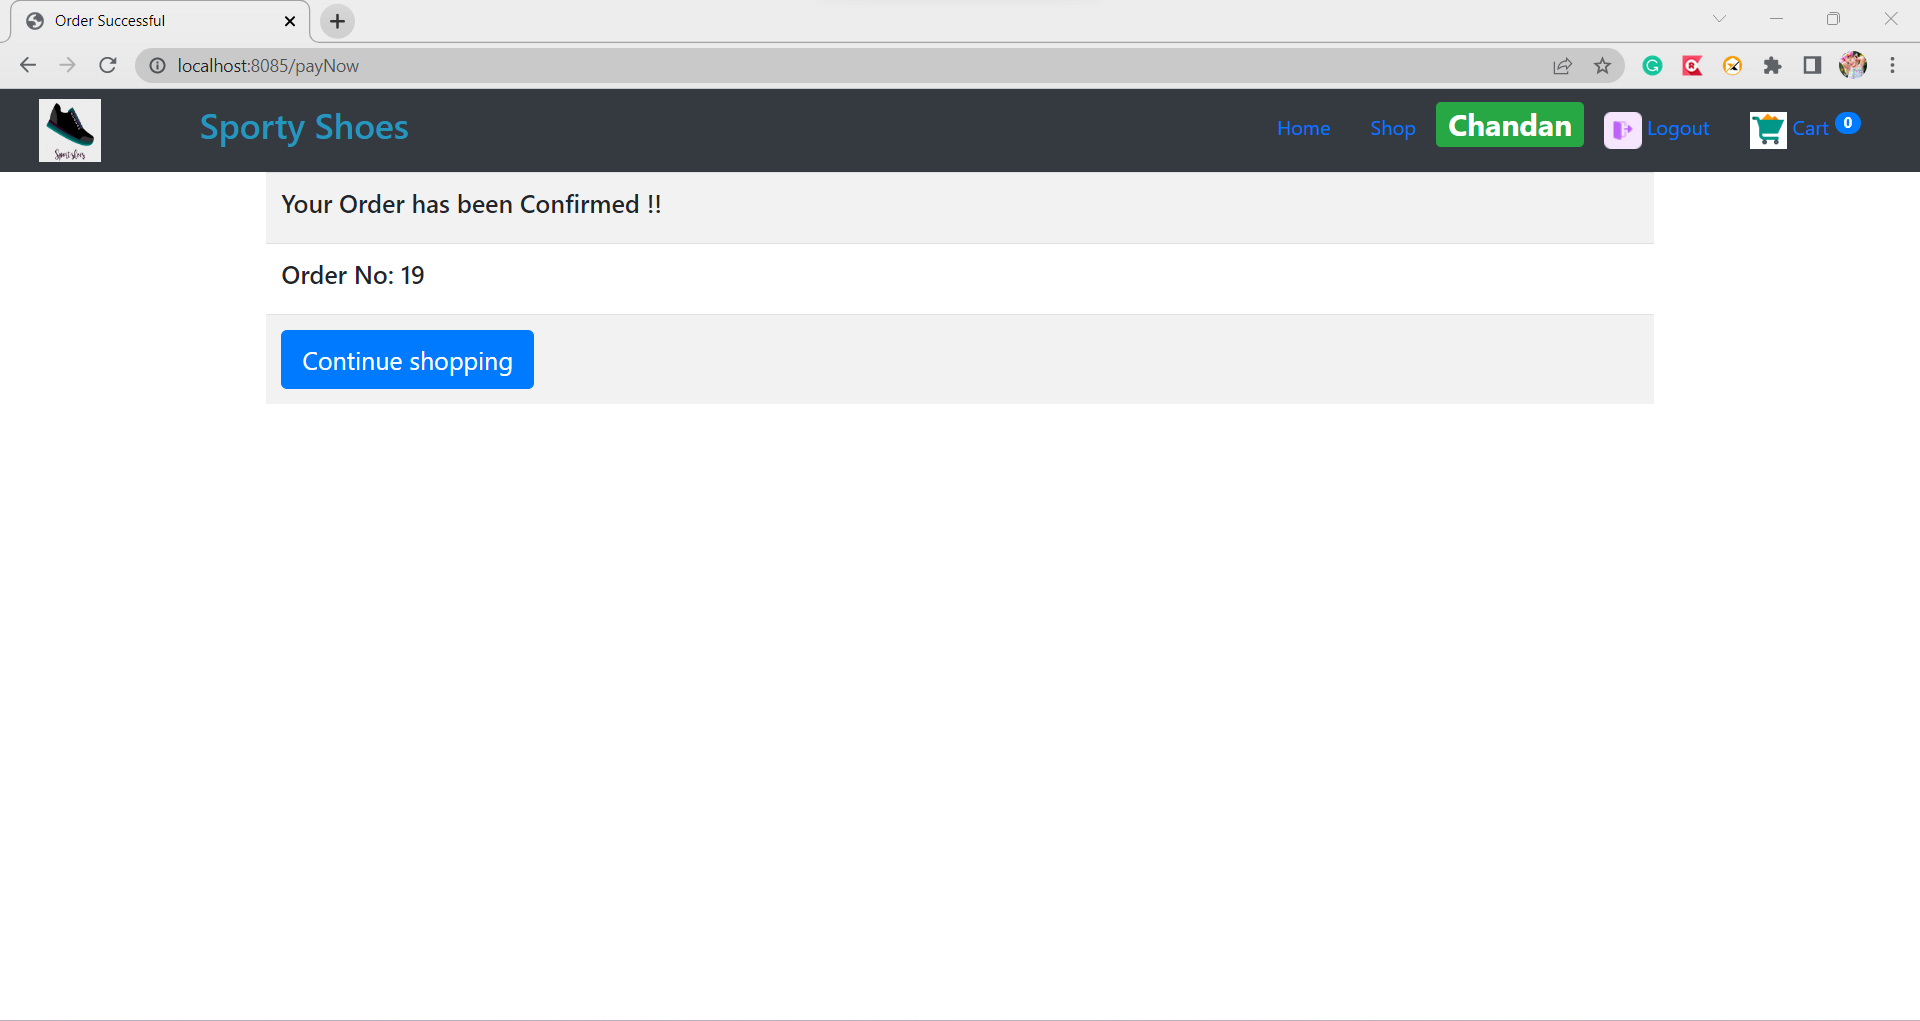 Order Successful
localhost:8085/payNow
Sporty Shoes
Home
Shop
Chandan
Logout
Cart 0
Your Order has been Confirmed !!
Order No: 19
Continue shopping